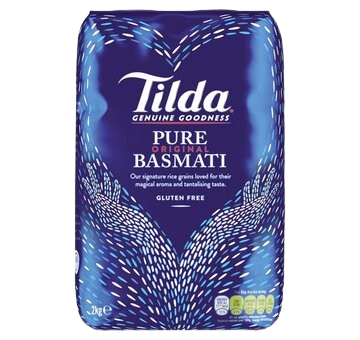 Tilda
GENUINE GOODNESS
PURE
ORIGINAL
BASMATI
Our signature rice grains loved for their
magical aroma and tantalising taste.
GLUTEN FREE
2kg e